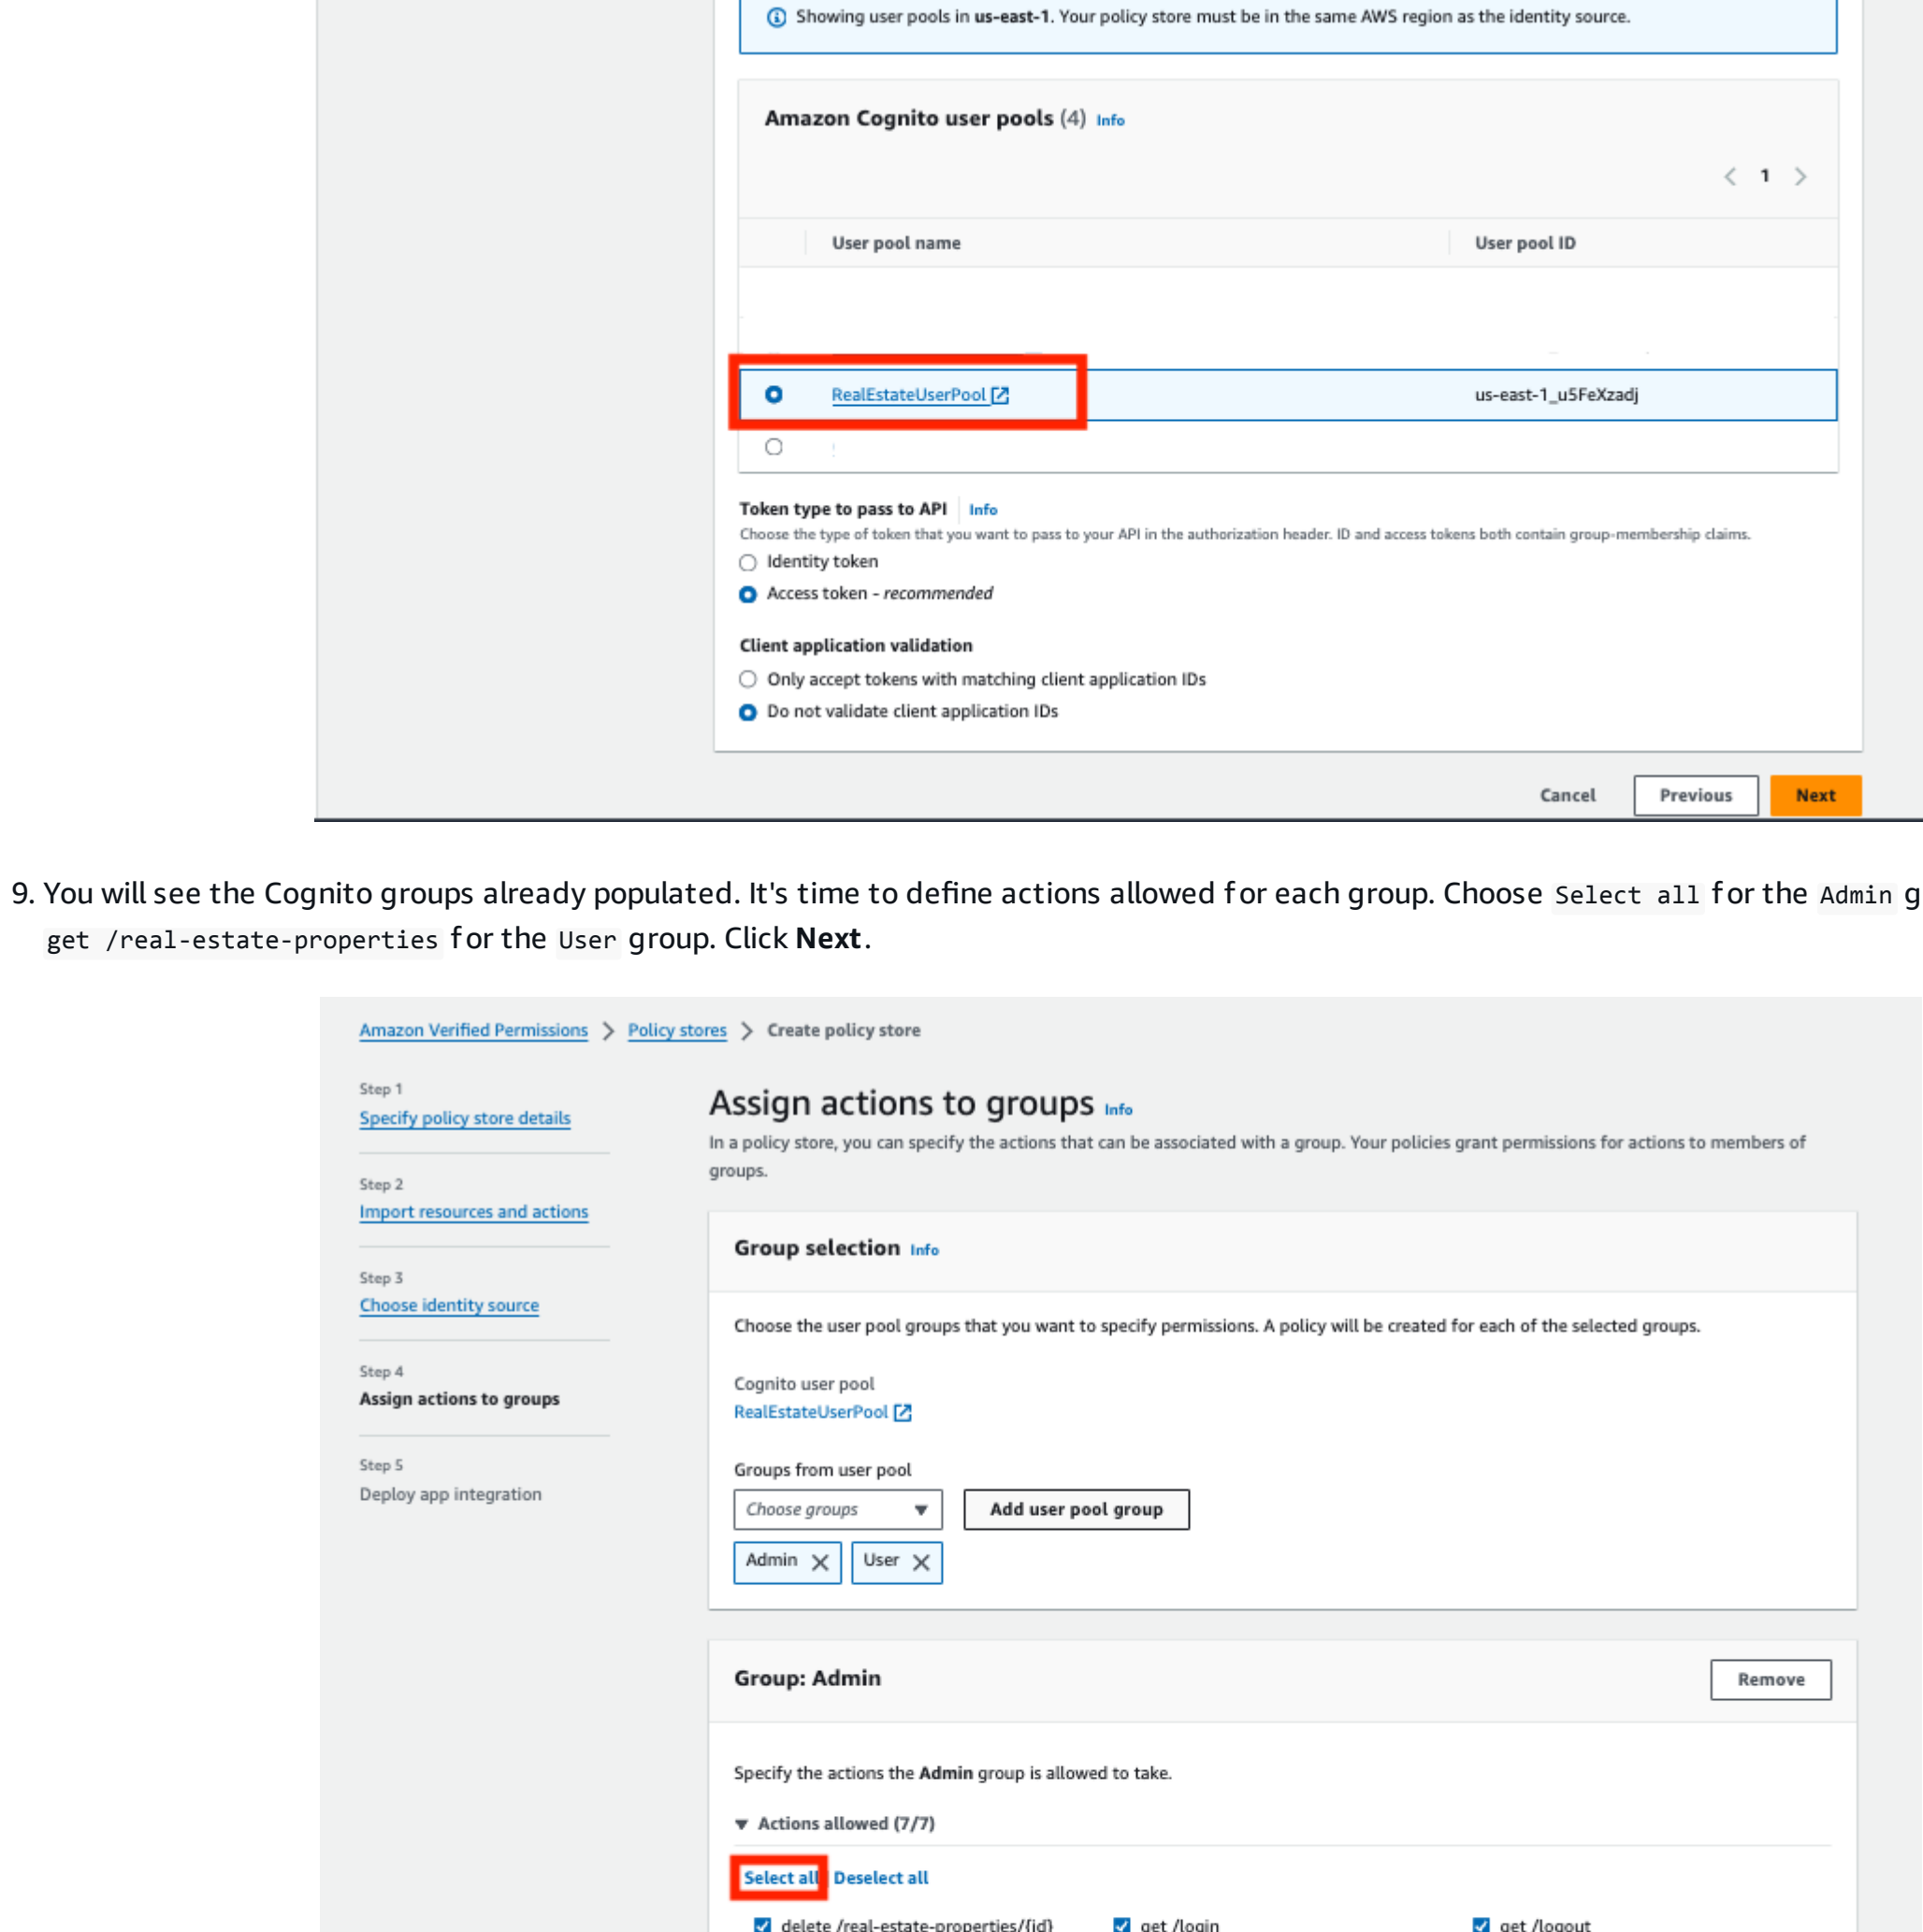 Showing user pools in us-east-1. Your policy store must be in the same AWS region as the identity source.
Amazon Cognito user pools (4) Info
1
User pool name User pool ID
RealEstateUserPool us-east-1_u5FeXzadj
Token type to pass to API Info
Choose the type of token that you want to pass to your API in the authorization header. ID and access tokens both contain group-membership claims.
Identity token
Access token - recommended
Client application validation
Only accept tokens with matching client application IDs
Do not validate client application IDs
Cancel Previous Next
9. You will see the Cognito groups already populated. It's time to define actions allowed for each group. Choose Select all for the Admin g
get /real-estate-properties for the User group. Click Next.
Amazon Verified Permissions > Policy stores > Create policy store
Step 1
Specify policy store details
Step 2
Import resources and actions
Step 3
Choose identity source
Step 4
Assign actions to groups
Step 5
Deploy app integration
Assign actions to groups Info
In a policy store, you can specify the actions that can be associated with a group. Your policies grant permissions for actions to members of
groups.
Group selection Info
Choose the user pool groups that you want to specify permissions. A policy will be created for each of the selected groups.
Cognito user pool
RealEstateUserPool
Groups from user pool
Choose groups Add user pool group
Admin User
Group: Admin Remove
Specify the actions the Admin group is allowed to take.
Actions allowed (7/7)
Select all Deselect all
delete /real-estate-properties/{id} get /login get /logout